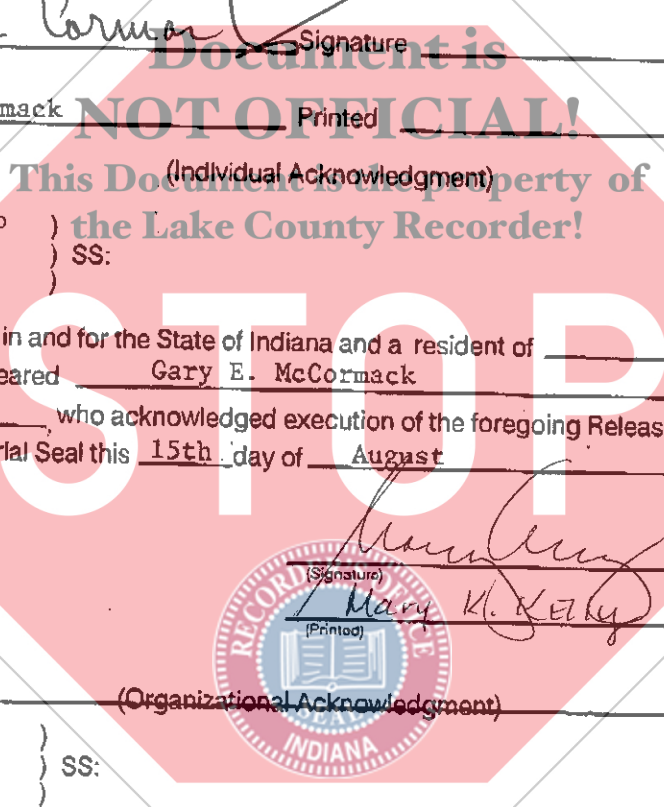 Cormac Signature
Document is
mack Printed
NOT OFFICIAL!
(Individual Acknowledgment)
This Document is the property of
the Lake County Recorder!
) SS:
)
STOP
in and for the State of Indiana and a resident of
eared Gary E. McCormack
, who acknowledged execution of the foregoing Releas
rial Seal this 15th day of August
(Signature)
Mary K. Kelly
(Printed)
RECORDER'S OFFICE
SEAL
INDIANA
(Organizational Acknowledgment)
)
) SS:
)